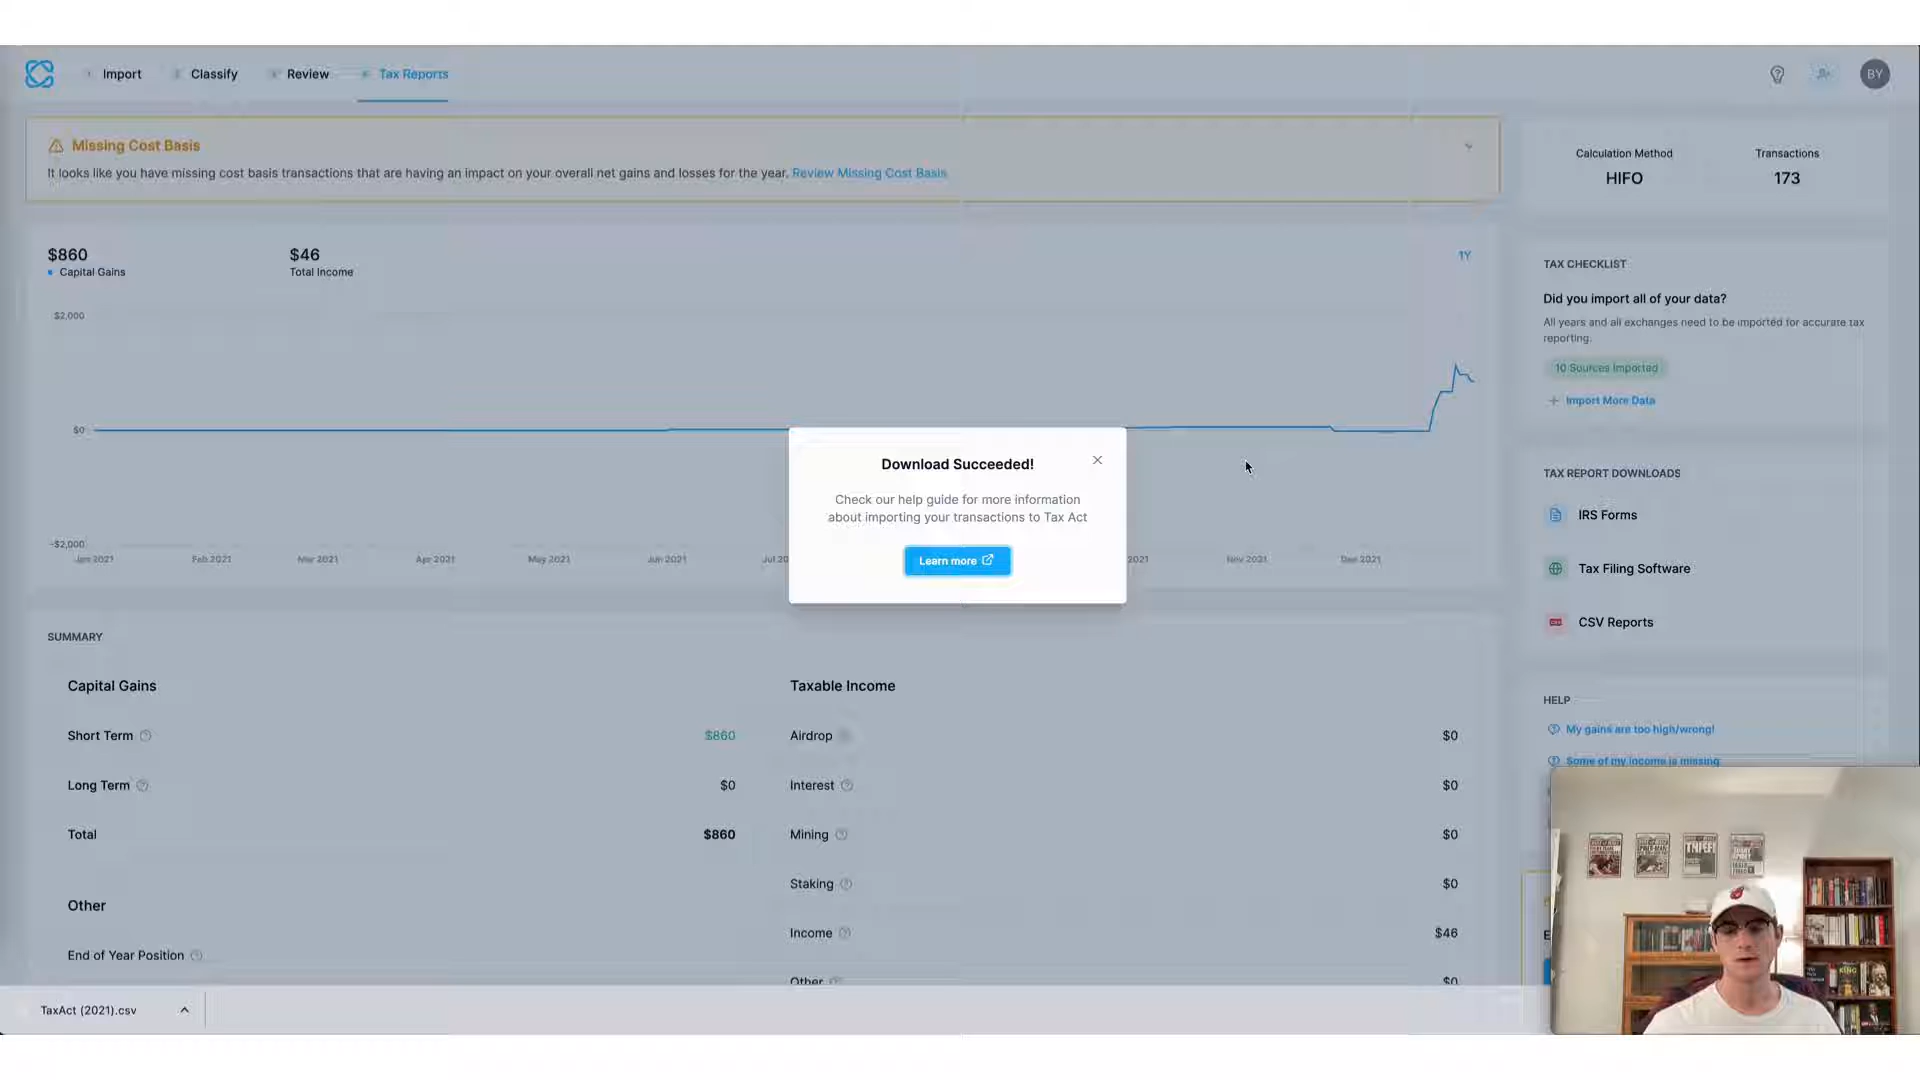 Import
Classify
Review
Tax Reports
BY
Missing Cost Basis
It looks like you have missing cost basis transactions that are having an impact on your overall net gains and losses for the year. Review Missing Cost Basis
Calculation Method
HIFO
Transactions
173
$860
Capital Gains
$46
Total Income
1Y
$2,000
$0
-$2,000
Jan 2021
Feb 2021
Mar 2021
Apr 2021
May 2021
Jun 2021
Jul 20
2021
Nov 2021
Dec 2021
Download Succeeded!
Check our help guide for more information
about importing your transactions to Tax Act
Learn more
TAX CHECKLIST
Did you import all of your data?
All years and all exchanges need to be imported for accurate tax
reporting.
10 Sources Imported
Import More Data
TAX REPORT DOWNLOADS
IRS Forms
Tax Filing Software
CSV Reports
HELP
My gains are too high/wrong!
Some of my income is missing
SUMMARY
Capital Gains
Short Term
$860
Long Term
$0
Total
$860
Other
End of Year Position
Taxable Income
Airdrop
$0
Interest
$0
Mining
$0
Staking
$0
Income
$46
Other
$0
TaxAct (2021).csv
THIEF!
KING